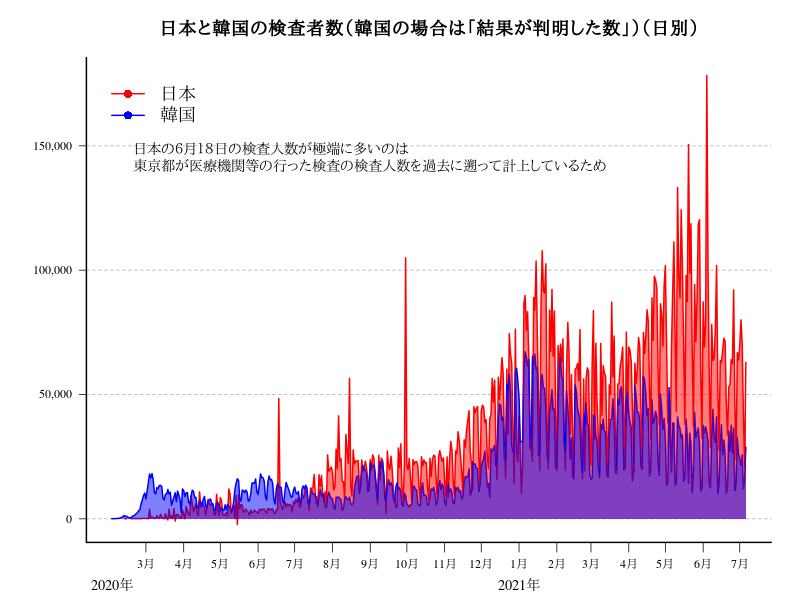 日本と韓国の検査者数（韓国の場合は「結果が判明した数」）（日別）
日本
韓国
日本の6月18日の検査人数が極端に多いのは
東京都が医療機関等の行った検査の検査人数を過去に遡って計上しているため
150,000
100,000
50,000
0
3月 4月 5月 6月 7月 8月 9月 10月 11月 12月 1月 2月 3月 4月 5月 6月 7月
2020年 2021年